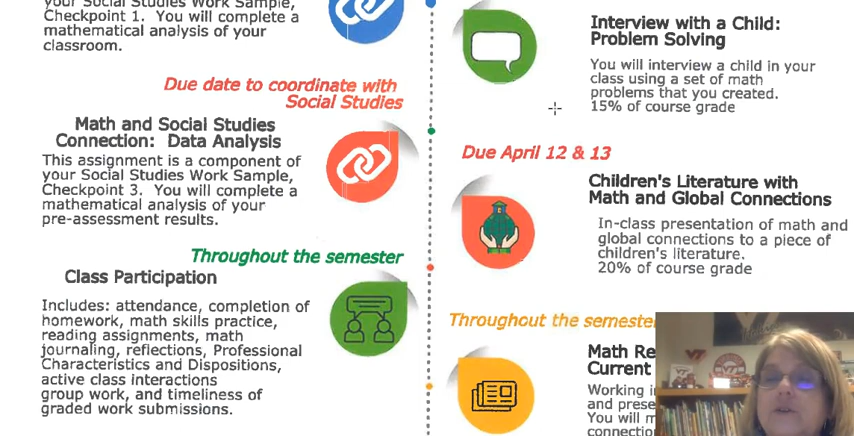 your Social Studies Work Sample,
Checkpoint 1. You will complete a
mathematical analysis of your
classroom.
Due date to coordinate with
Social Studies
Math and Social Studies
Connection: Data Analysis
This assignment is a component of
your Social Studies Work Sample,
Checkpoint 3. You will complete a
mathematical analysis of your
pre-assessment results.
Throughout the semester
Class Participation
Includes: attendance, completion of
homework, math skills practice,
reading assignments, math
journaling, reflections, Professional
Characteristics and Dispositions,
active class interactions
group work, and timeliness of
graded work submissions.
Interview with a Child:
Problem Solving
You will interview a child in your
class using a set of math
problems that you created.
15% of course grade
Due April 12 & 13
Children's Literature with
Math and Global Connections
In-class presentation of math and
global connections to a piece of
children's literature.
20% of course grade
Throughout the semester
Math Re
Current
Working i
and prese
You will m
connection